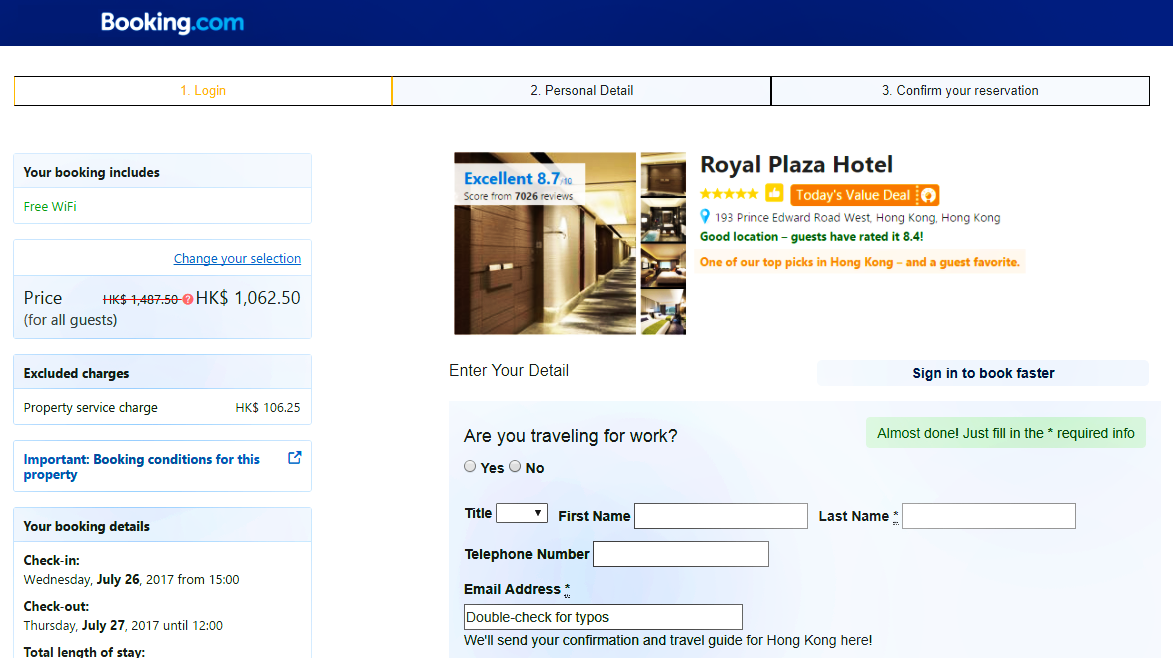 Booking.com
1. Login
2. Personal Detail
3. Confirm your reservation
Your booking includes
Free WiFi
Change your selection
Price HK$ 1,487.50 ? HK$ 1,062.50
(for all guests)
Excluded charges
Property service charge HK$ 106.25
Important: Booking conditions for this
property
Your booking details
Check-in:
Wednesday, July 26, 2017 from 15:00
Check-out:
Thursday, July 27, 2017 until 12:00
Total length of stay:
Excellent 8.7/10
Score from 7026 reviews
Royal Plaza Hotel
Today's Value Deal
193 Prince Edward Road West, Hong Kong, Hong Kong
Good location – guests have rated it 8.4!
One of our top picks in Hong Kong – and a guest favorite.
Enter Your Detail
Sign in to book faster
Are you traveling for work?
Almost done! Just fill in the * required info
Yes No
Title First Name Last Name *
Telephone Number
Email Address *
Double-check for typos
We'll send your confirmation and travel guide for Hong Kong here!